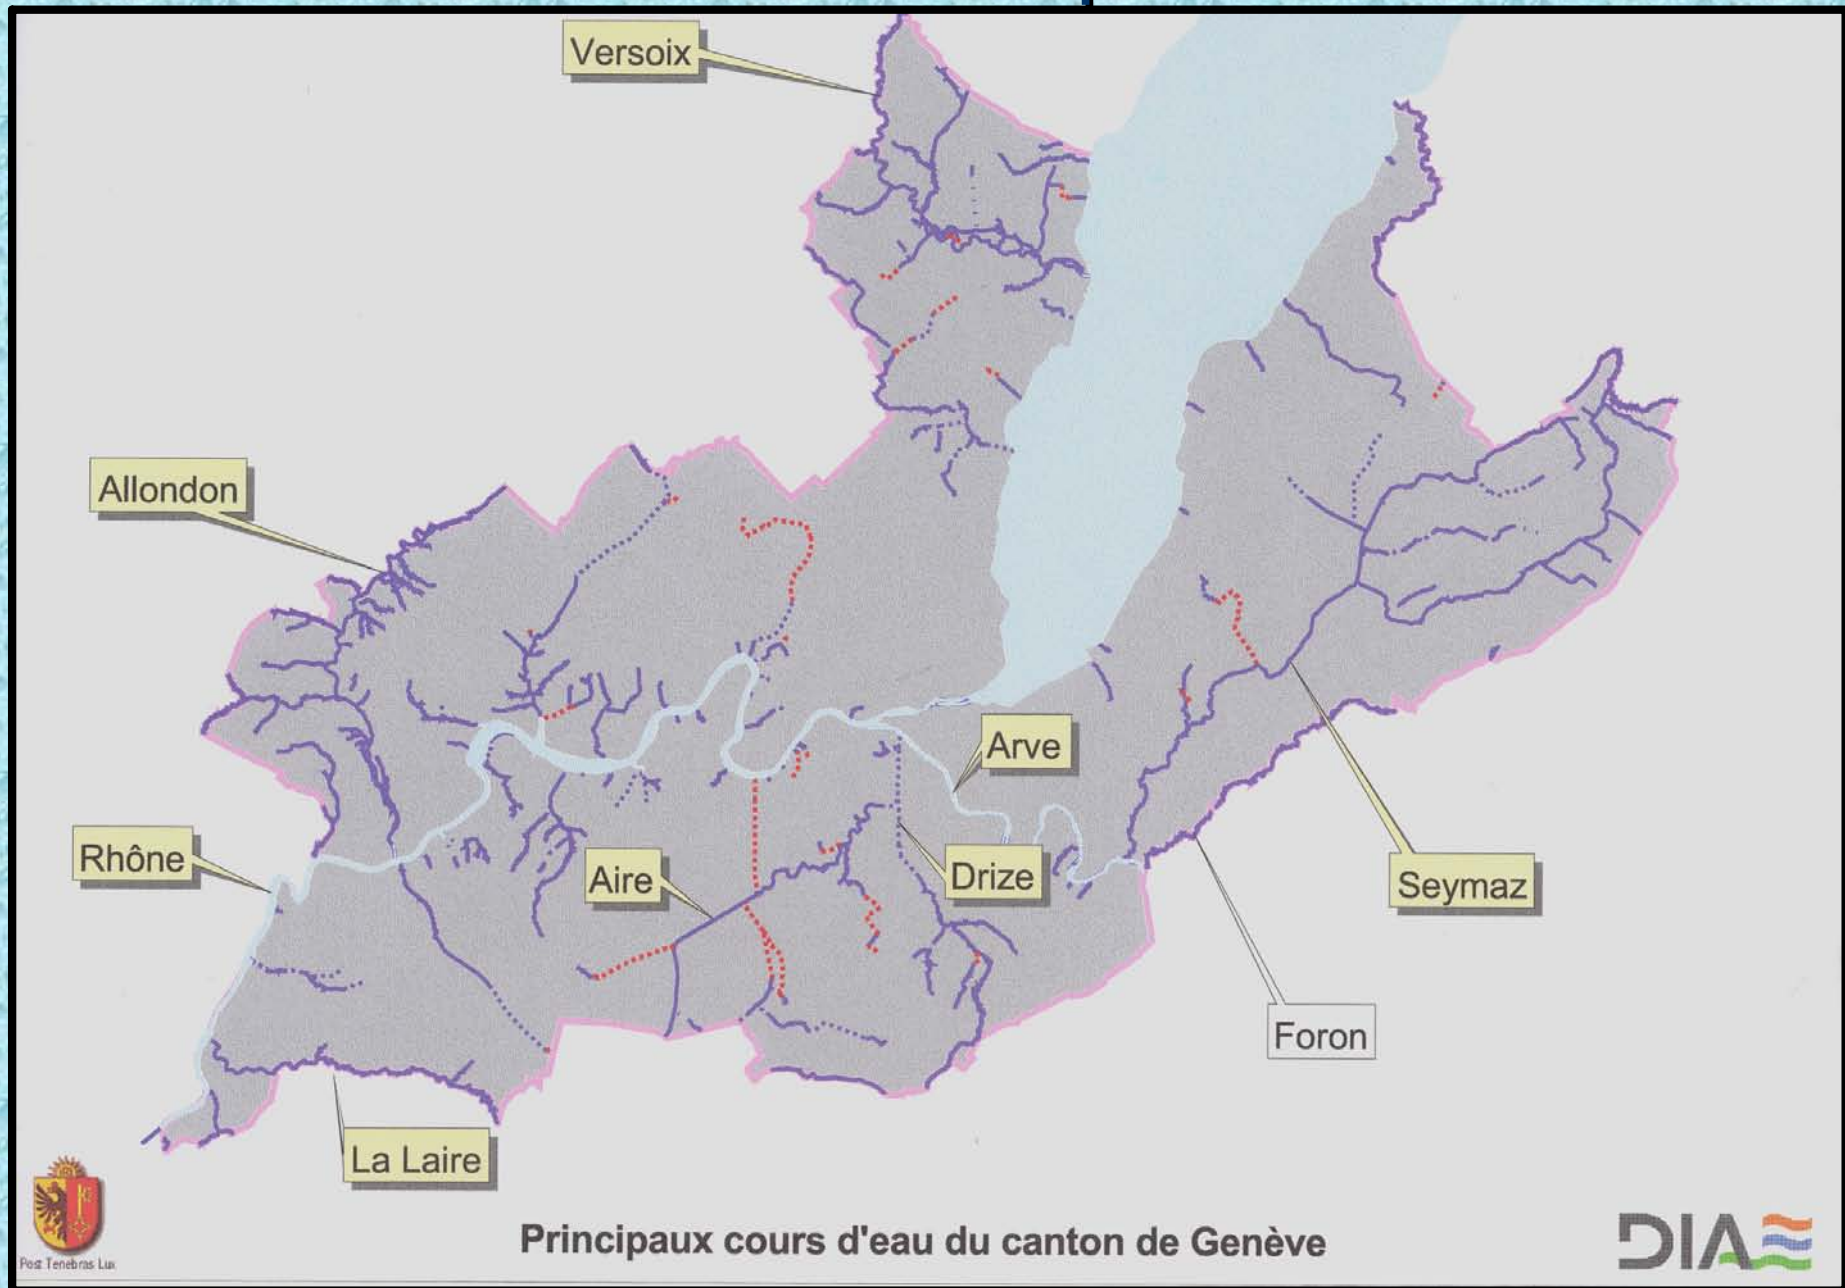 Versoix
Allondon
Arve
Rhône
Aire
Drize
Seymaz
Foron
La Laire
Post Tenebras Lux
Principaux cours d'eau du canton de Genève
DIAE